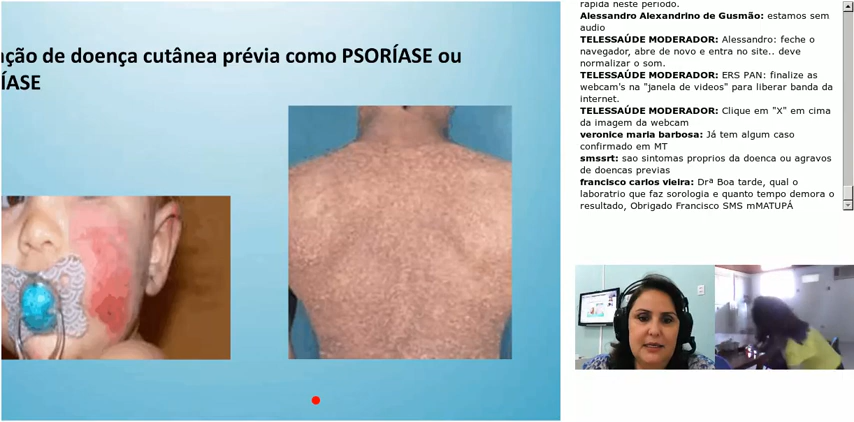 ação de doença cutânea prévia como PSORÍASE ou
ÍASE
rapida neste período.
Alessandro Alexandrino de Gusmão: estamos sem
audio
TELESSAÚDE MODERADOR: Alessandro: feche o
navegador, abre de novo e entra no site.. deve
normalizar o som.
TELESSAÚDE MODERADOR: ERS PAN: finalize as
webcam's na "janela de videos" para liberar banda da
internet.
TELESSAÚDE MODERADOR: Clique em "X" em cima
da imagem da webcam
veronice maria barbosa: Já tem algum caso
confirmado em MT
smssrt: sao sintomas proprios da doenca ou agravos
de doencas previas
francisco carlos vieira: Drª Boa tarde, qual o
laboratrio que faz sorologia e quanto tempo demora o
resultado, Obrigado Francisco SMS mMATUPÁ